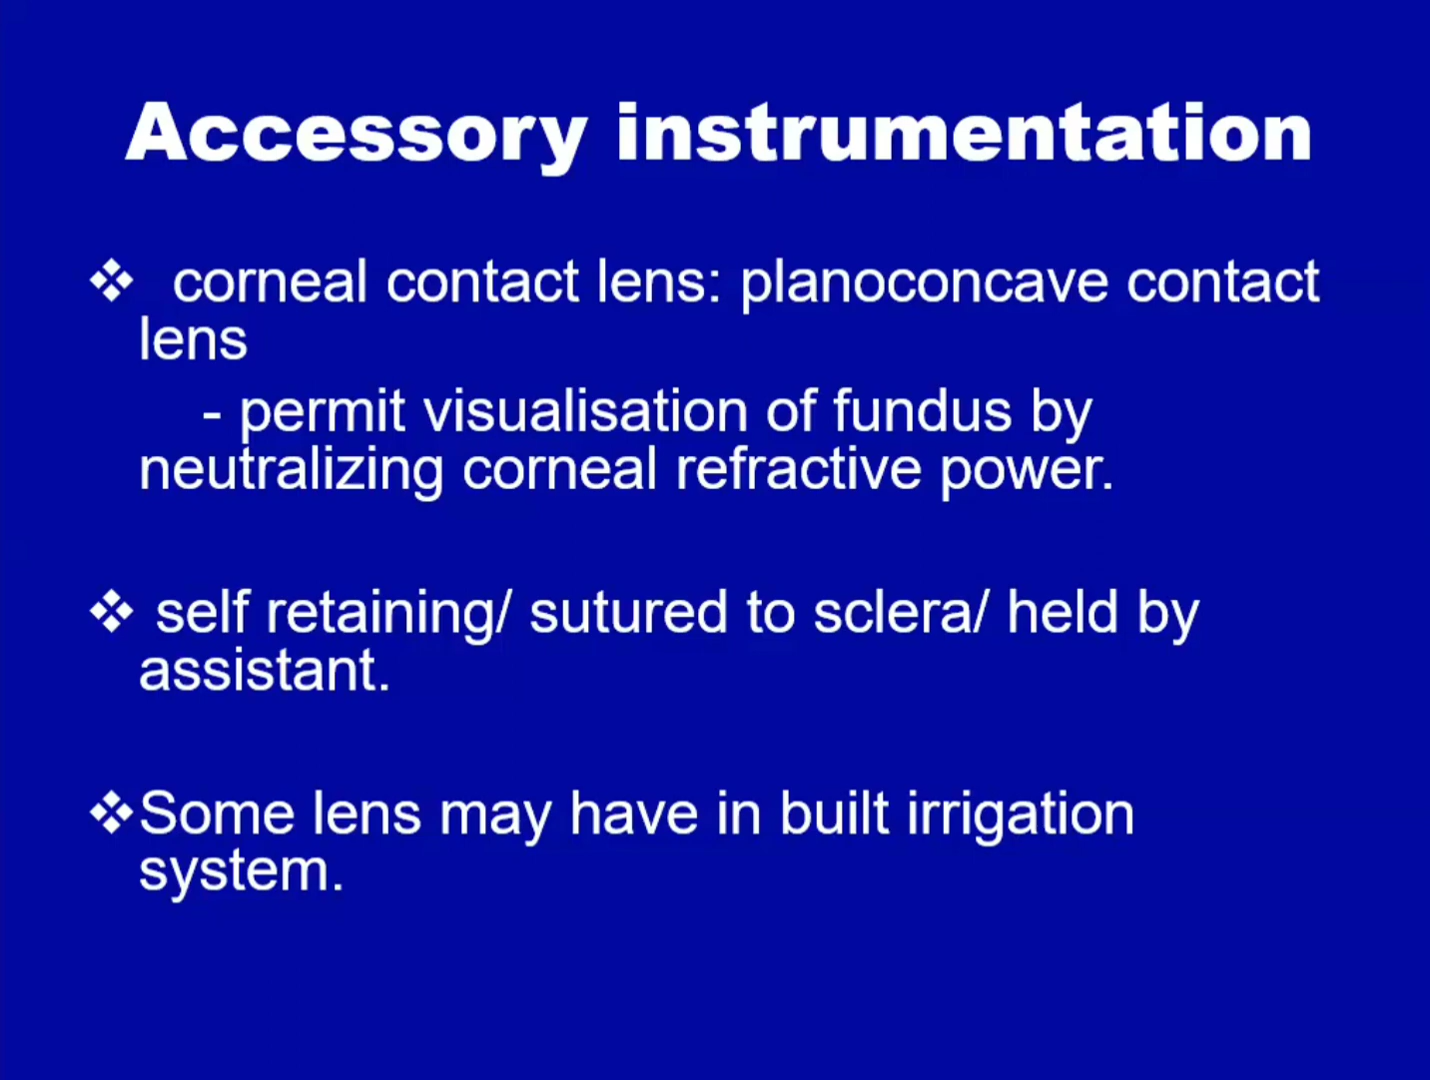 Accessory instrumentation
❖ corneal contact lens: planoconcave contact
lens
- permit visualisation of fundus by
neutralizing corneal refractive power.
❖ self retaining/ sutured to sclera/ held by
assistant.
❖Some lens may have in built irrigation
system.